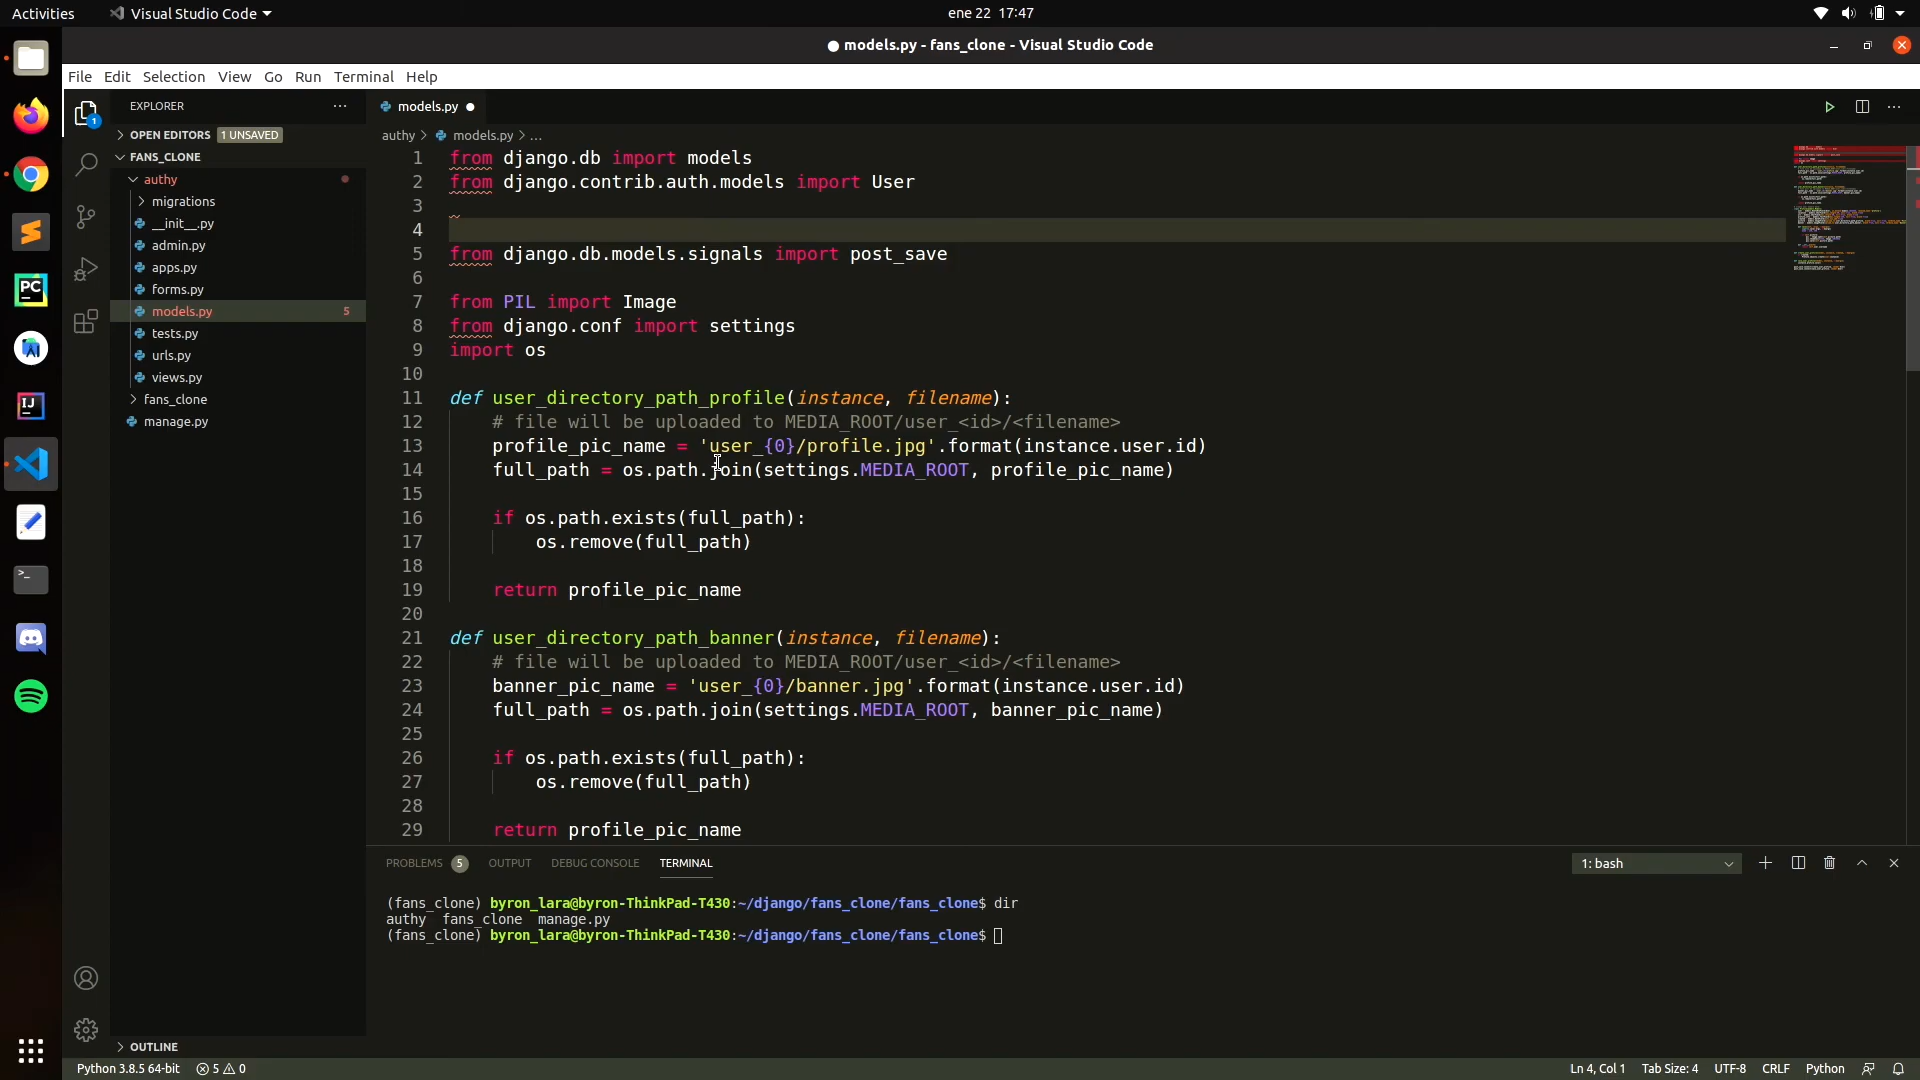 Activities
Visual Studio Code
ene 22 17:47
● models.py - fans_clone - Visual Studio Code
File Edit Selection View Go Run Terminal Help
EXPLORER
OPEN EDITORS 1 UNSAVED
FANS_CLONE
authy
migrations
__init__.py
admin.py
apps.py
forms.py
models.py 5
tests.py
urls.py
views.py
fans_clone
manage.py
OUTLINE
1
PC
IJ
>_
models.py ●
authy > models.py > ...
1 from django.db import models
2 from django.contrib.auth.models import User
3
4
5 from django.db.models.signals import post_save
6
7 from PIL import Image
8 from django.conf import settings
9 import os
10
11 def user_directory_path_profile(instance, filename):
12 # file will be uploaded to MEDIA_ROOT/user_<id>/<filename>
13 profile_pic_name = 'user_{0}/profile.jpg'.format(instance.user.id)
14 full_path = os.path.join(settings.MEDIA_ROOT, profile_pic_name)
15
16 if os.path.exists(full_path):
17 os.remove(full_path)
18
19 return profile_pic_name
20
21 def user_directory_path_banner(instance, filename):
22 # file will be uploaded to MEDIA_ROOT/user_<id>/<filename>
23 banner_pic_name = 'user_{0}/banner.jpg'.format(instance.user.id)
24 full_path = os.path.join(settings.MEDIA_ROOT, banner_pic_name)
25
26 if os.path.exists(full_path):
27 os.remove(full_path)
28
29 return profile_pic_name
PROBLEMS 5 OUTPUT DEBUG CONSOLE TERMINAL
1: bash
(fans_clone) byron_lara@byron-ThinkPad-T430:~/django/fans_clone/fans_clone$ dir
authy fans_clone manage.py
(fans_clone) byron_lara@byron-ThinkPad-T430:~/django/fans_clone/fans_clone$
Python 3.8.5 64-bit 5 0
Ln 4, Col 1 Tab Size: 4 UTF-8 CRLF Python